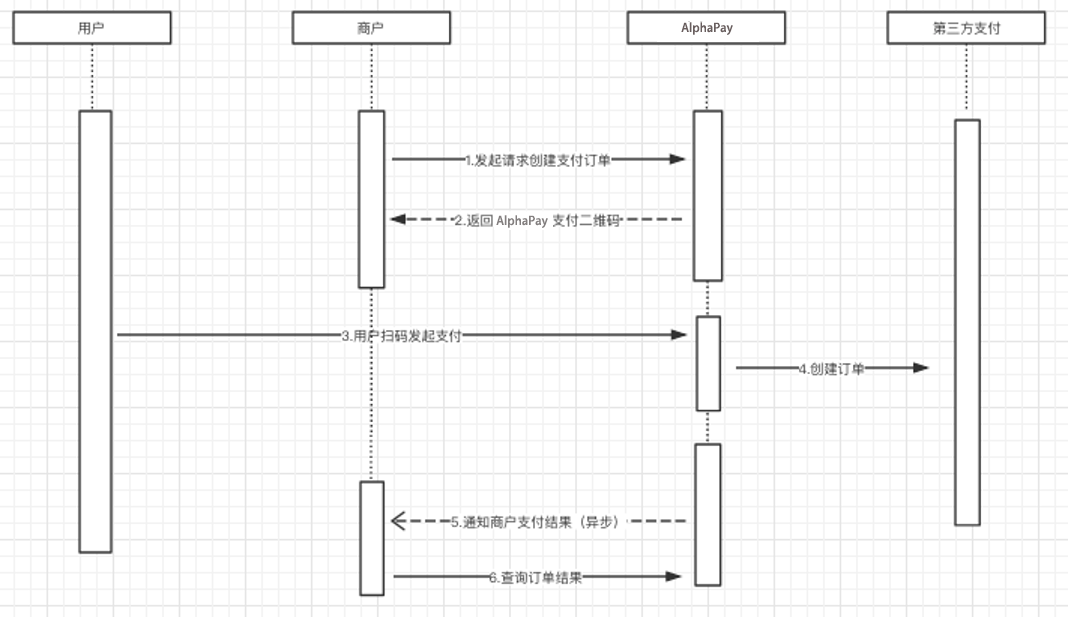 用户
商户
AlphaPay
第三方支付
1.发起请求创建支付订单
2.返回 AlphaPay 支付二维码
3.用户扫码发起支付
4.创建订单
5.通知商户支付结果（异步）
6.查询订单结果